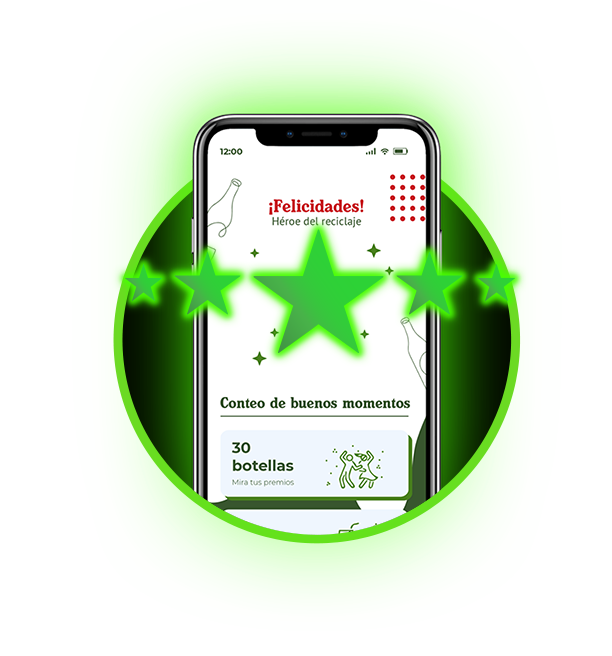 12:00
¡Felicidades!
Héroe del reciclaje
Conteo de buenos momentos
30
botellas
Mira tus premios